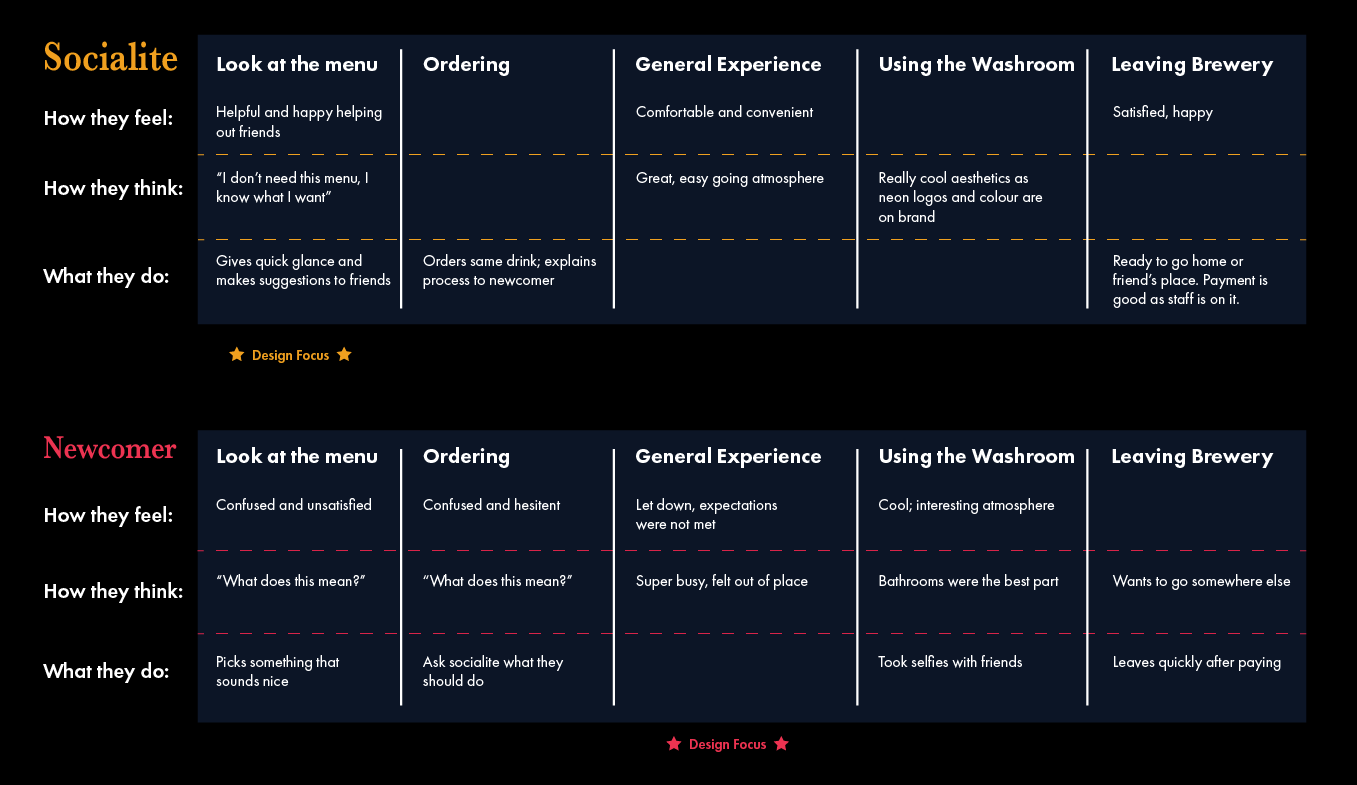 Socialite
Look at the menu
Ordering
General Experience
Using the Washroom
Leaving Brewery
How they feel:
Helpful and happy helping
out friends
Comfortable and convenient
Satisfied, happy
How they think:
“I don’t need this menu, I
know what I want”
Great, easy going atmosphere
Really cool aesthetics as
neon logos and colour are
on brand
What they do:
Gives quick glance and
makes suggestions to friends
Orders same drink; explains
process to newcomer
Ready to go home or
friend’s place. Payment is
good as staff is on it.
Design Focus
Newcomer
Look at the menu
Ordering
General Experience
Using the Washroom
Leaving Brewery
How they feel:
Confused and unsatisfied
Confused and hesitent
Let down, expectations
were not met
Cool; interesting atmosphere
How they think:
“What does this mean?”
“What does this mean?”
Super busy, felt out of place
Bathrooms were the best part
Wants to go somewhere else
What they do:
Picks something that
sounds nice
Ask socialite what they
should do
Took selfies with friends
Leaves quickly after paying
Design Focus